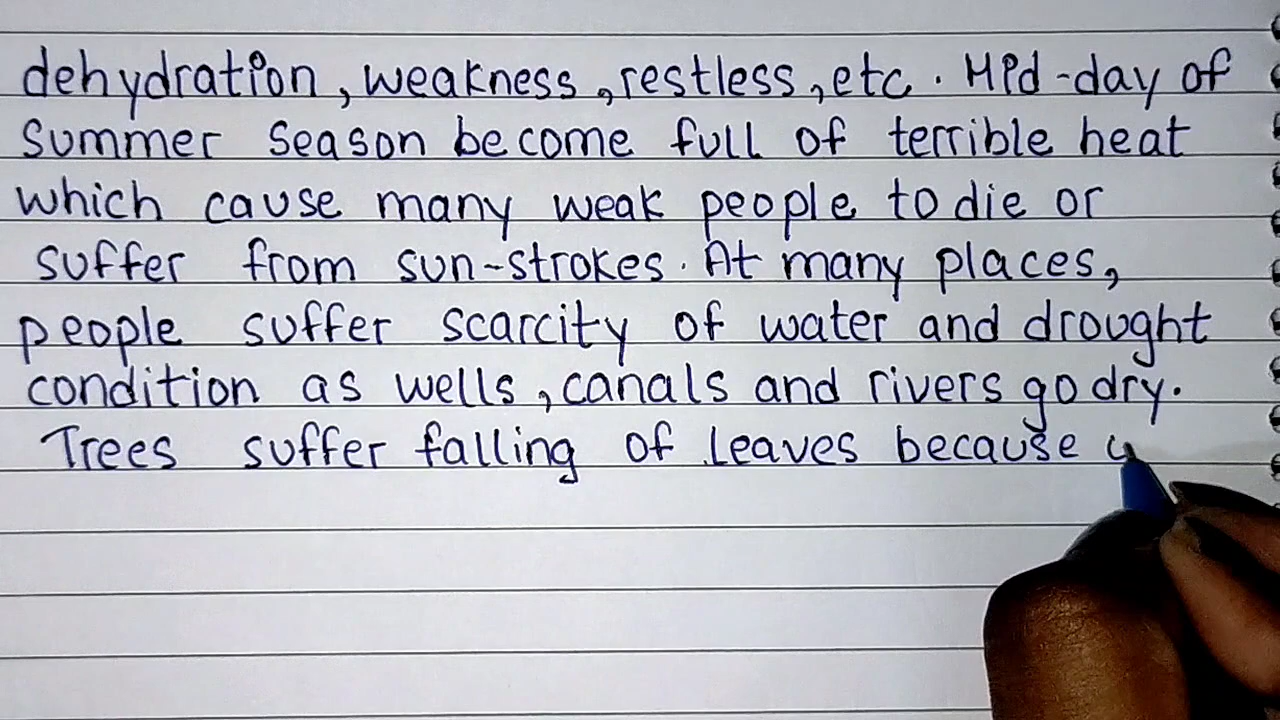 dehydration, weakness, restless, etc. Mid-day of
summer season become full of terrible heat
which cause many weak people to die or
suffer from sun-strokes. At many places,
people suffer scarcity of water and drought
condition as wells, canals and rivers go dry.
Trees suffer falling of leaves because